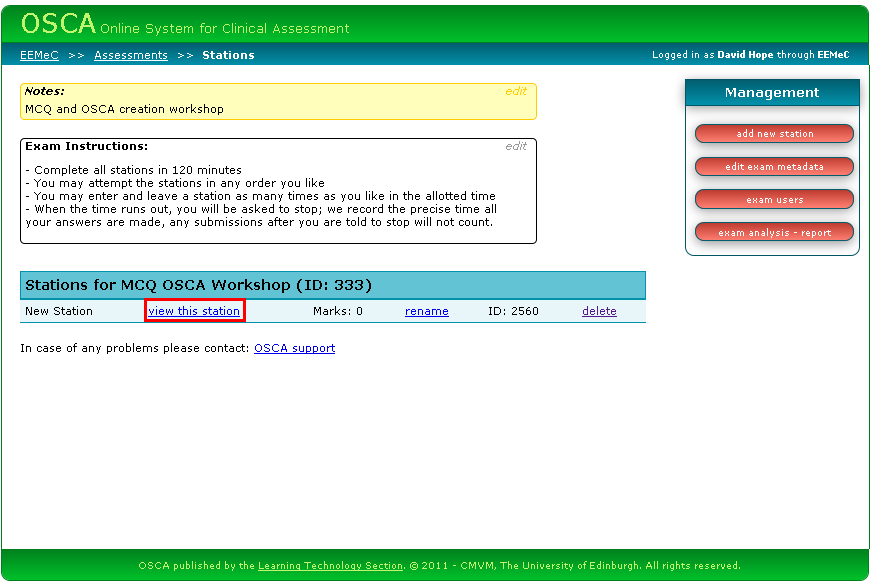 OSCA Online System for Clinical Assessment
EEMeC >> Assessments >> Stations
Logged in as David Hope through EEMeC
Notes: edit
MCQ and OSCA creation workshop
Exam Instructions: edit
- Complete all stations in 120 minutes
- You may attempt the stations in any order you like
- You may enter and leave a station as many times as you like in the allotted time
- When the time runs out, you will be asked to stop; we record the precise time all
your answers are made, any submissions after you are told to stop will not count.
Management
add new station
edit exam metadata
exam users
exam analysis - report
Stations for MCQ OSCA Workshop (ID: 333)
New Station view this station Marks: 0 rename ID: 2560 delete
In case of any problems please contact: OSCA support
OSCA published by the Learning Technology Section. © 2011 - CMVM, The University of Edinburgh. All rights reserved.